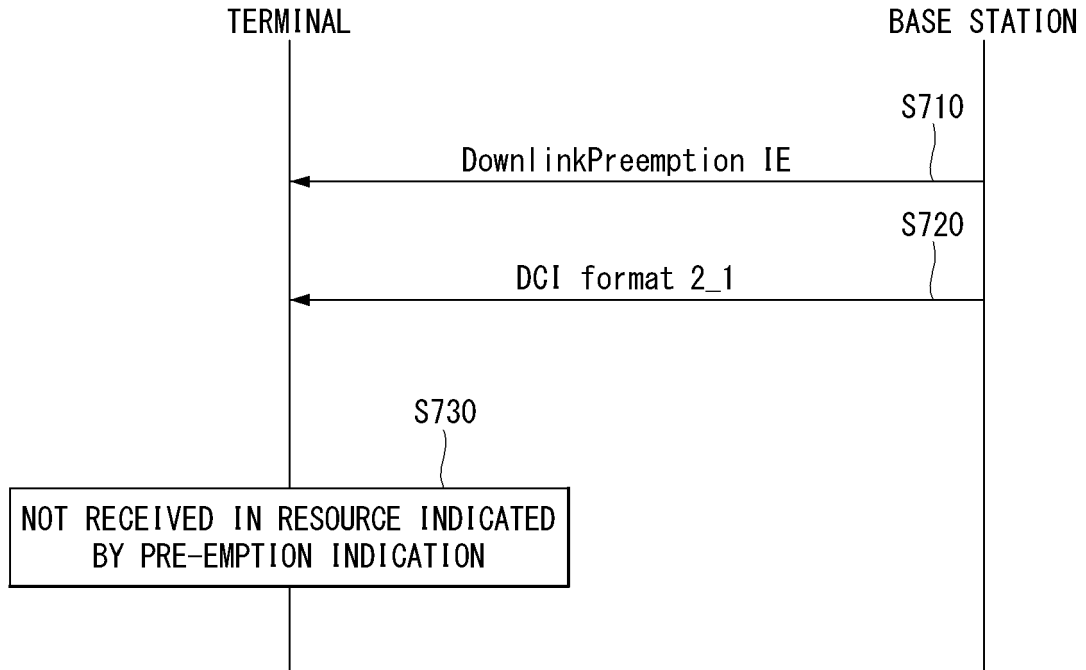 TERMINAL
BASE STATION
S710
DownlinkPreemption IE
S720
DCI format 2_1
S730
NOT RECEIVED IN RESOURCE INDICATED
BY PRE-EMPTION INDICATION